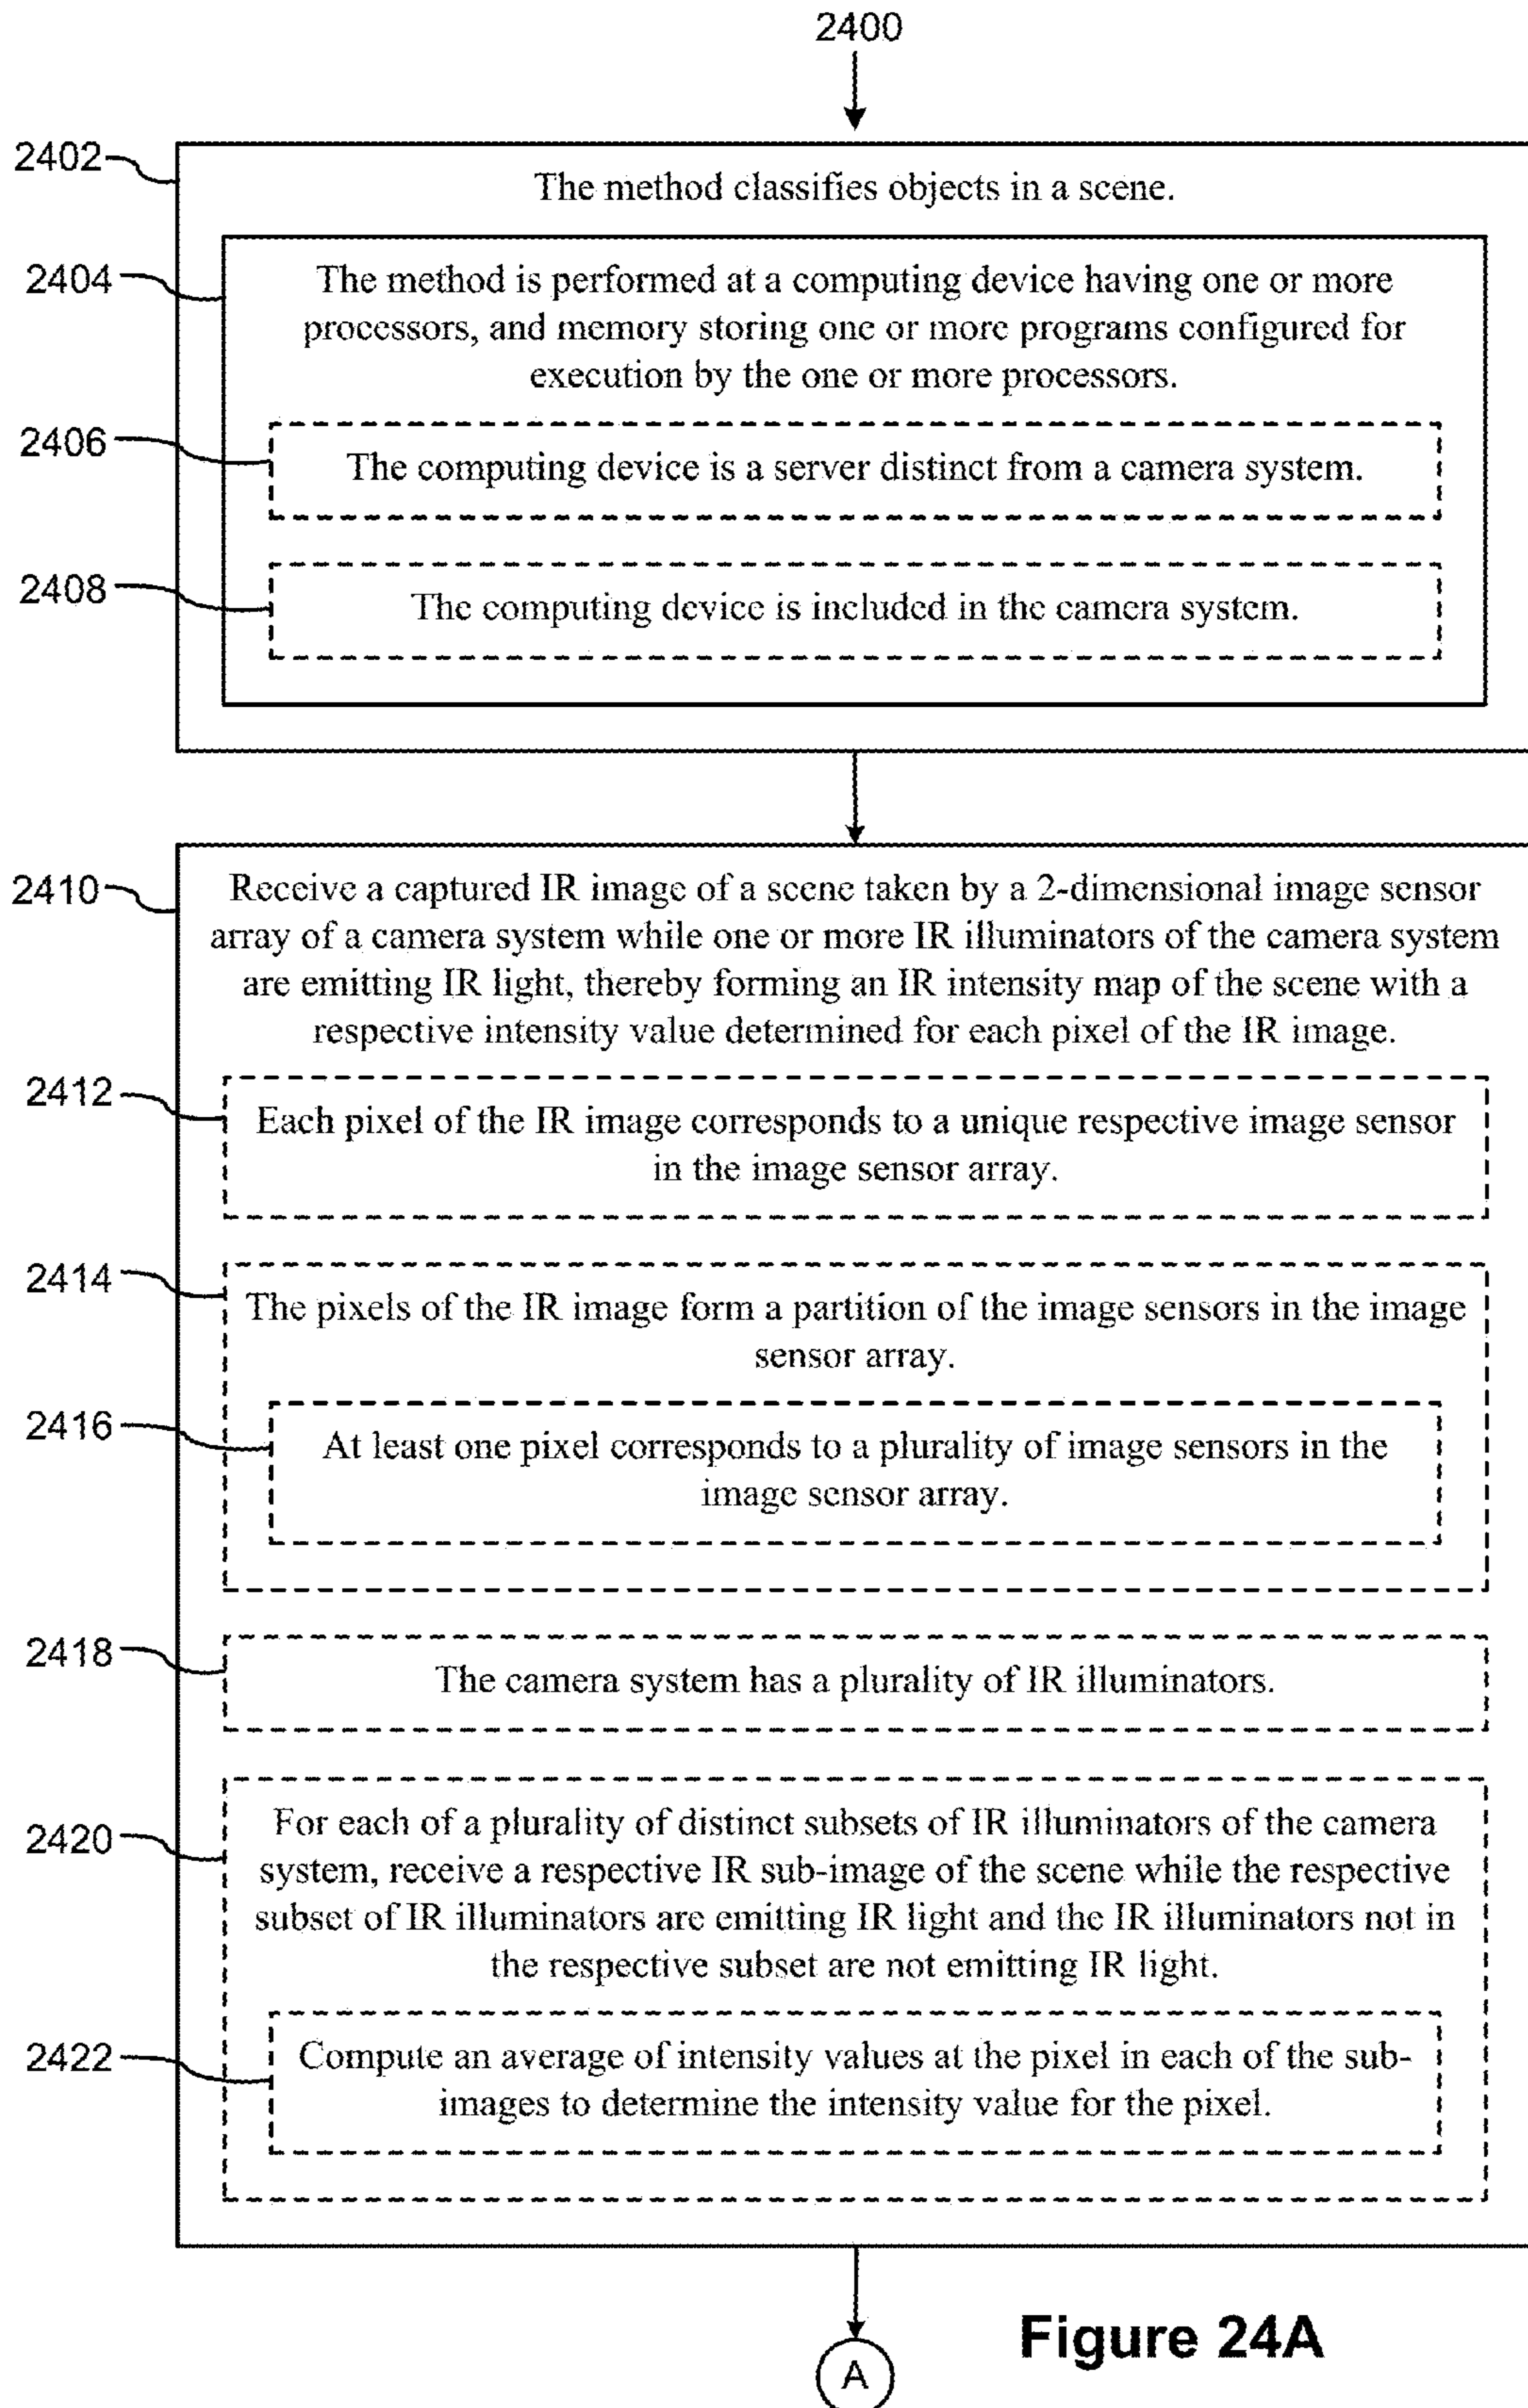 2400
2402
The method classifies objects in a scene.
2404
The method is performed at a computing device having one or more
processors, and memory storing one or more programs configured for
execution by the one or more processors.
2406
The computing device is a server distinct from a camera system.
2408
The computing device is included in the camera system.
2410
Receive a captured IR image of a scene taken by a 2-dimensional image sensor
array of a camera system while one or more IR illuminators of the camera system
are emitting IR light, thereby forming an IR intensity map of the scene with a
respective intensity value determined for each pixel of the IR image.
2412
Each pixel of the IR image corresponds to a unique respective image sensor
in the image sensor array.
2414
The pixels of the IR image form a partition of the image sensors in the image
sensor array.
2416
At least one pixel corresponds to a plurality of image sensors in the
image sensor array.
2418
The camera system has a plurality of IR illuminators.
2420
For each of a plurality of distinct subsets of IR illuminators of the camera
system, receive a respective IR sub-image of the scene while the respective
subset of IR illuminators are emitting IR light and the IR illuminators not in
the respective subset are not emitting IR light.
2422
Compute an average of intensity values at the pixel in each of the sub-
images to determine the intensity value for the pixel.
Figure 24A
A